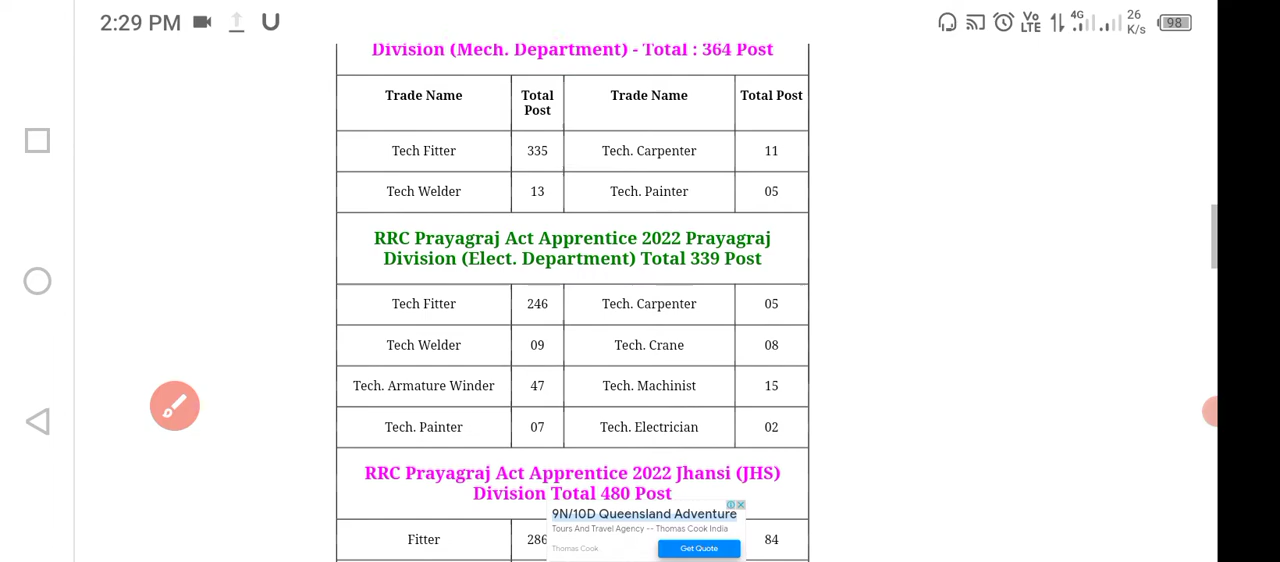 2:29 PM
Vo LTE 4G 26 K/s 98
Division (Mech. Department) - Total : 364 Post
Trade Name Total Post Trade Name Total Post
Tech Fitter 335 Tech. Carpenter 11
Tech Welder 13 Tech. Painter 05
RRC Prayagraj Act Apprentice 2022 Prayagraj
Division (Elect. Department) Total 339 Post
Tech Fitter 246 Tech. Carpenter 05
Tech Welder 09 Tech. Crane 08
Tech. Armature Winder 47 Tech. Machinist 15
Tech. Painter 07 Tech. Electrician 02
RRC Prayagraj Act Apprentice 2022 Jhansi (JHS)
Division Total 480 Post
Fitter 286 84
9N/10D Queensland Adventure
Tours And Travel Agency -- Thomas Cook India
Thomas Cook Get Quote